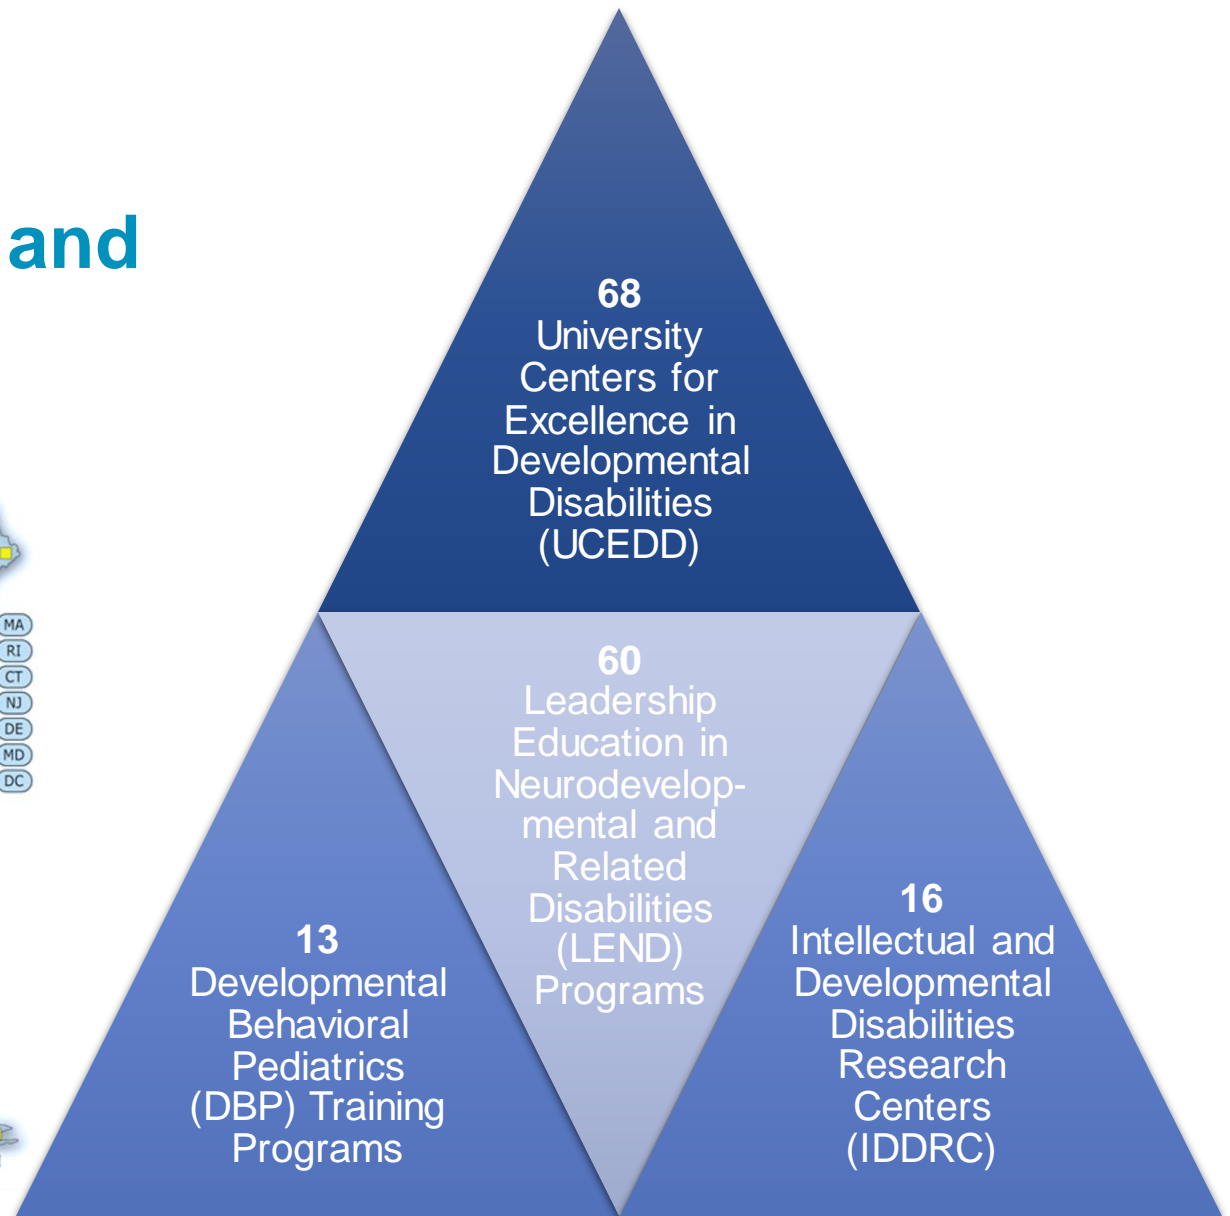 and
68
University
Centers for
Excellence in
Developmental
Disabilities
(UCEDD)
MA
RI
CT
NJ
DE
MD
DC
60
Leadership
Education in
Neurodevelop-
mental and
Related
Disabilities
(LEND)
Programs
13
Developmental
Behavioral
Pediatrics
(DBP) Training
Programs
16
Intellectual and
Developmental
Disabilities
Research
Centers
(IDDRC)